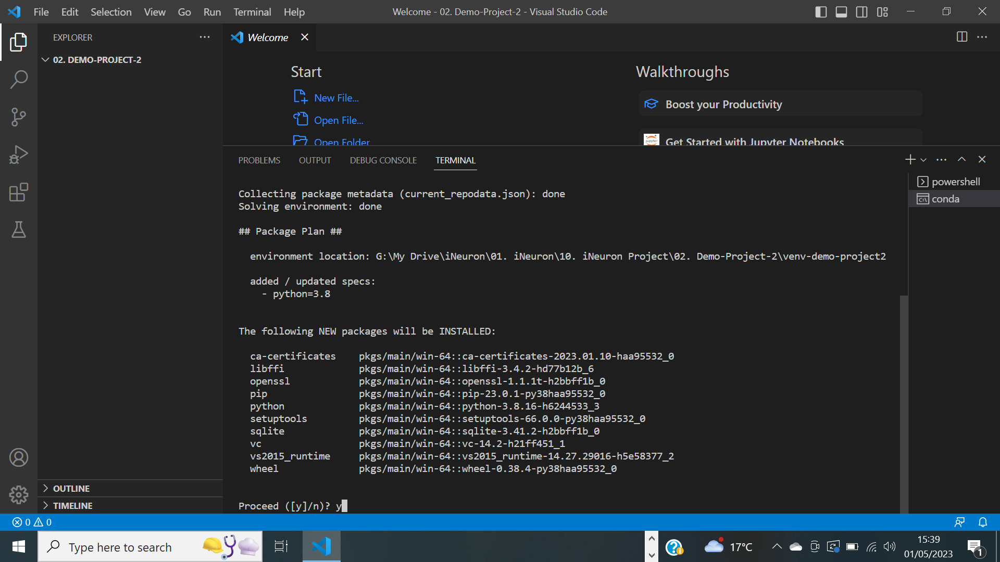 File Edit Selection View Go Run Terminal Help
Welcome - 02. Demo-Project-2 - Visual Studio Code
EXPLORER
02. DEMO-PROJECT-2
OUTLINE
TIMELINE
Welcome
Start
New File...
Open File...
Open Folder
Walkthroughs
Boost your Productivity
jupyter
Get Started with Jupyter Notebooks
PROBLEMS OUTPUT DEBUG CONSOLE TERMINAL
powershell
C:\ conda
Collecting package metadata (current_repodata.json): done
Solving environment: done
## Package Plan ##
environment location: G:\My Drive\iNeuron\01. iNeuron\10. iNeuron Project\02. Demo-Project-2\venv-demo-project2
added / updated specs:
- python=3.8
The following NEW packages will be INSTALLED:
ca-certificates pkgs/main/win-64::ca-certificates-2023.01.10-haa95532_0
libffi pkgs/main/win-64::libffi-3.4.2-hd77b12b_6
openssl pkgs/main/win-64::openssl-1.1.1t-h2bbff1b_0
pip pkgs/main/win-64::pip-23.0.1-py38haa95532_0
python pkgs/main/win-64::python-3.8.16-h6244533_3
setuptools pkgs/main/win-64::setuptools-66.0.0-py38haa95532_0
sqlite pkgs/main/win-64::sqlite-3.41.2-h2bbff1b_0
vc pkgs/main/win-64::vc-14.2-h21ff451_1
vs2015_runtime pkgs/main/win-64::vs2015_runtime-14.27.29016-h5e58377_2
wheel pkgs/main/win-64::wheel-0.38.4-py38haa95532_0
Proceed ([y]/n)? y
0 0
Type here to search
17°C
15:39
01/05/2023
1